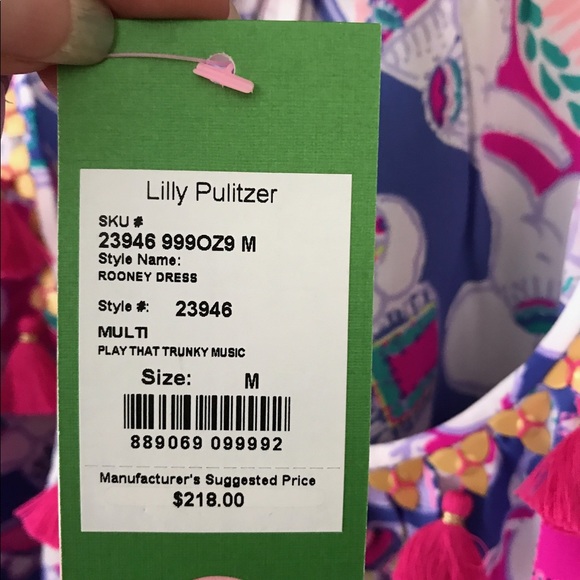 Lilly Pulitzer
SKU #
23946 999OZ9 M
Style Name:
ROONEY DRESS
Style #: 23946
MULTI
PLAY THAT TRUNKY MUSIC
Size: M
889069 099992
Manufacturer's Suggested Price
$218.00